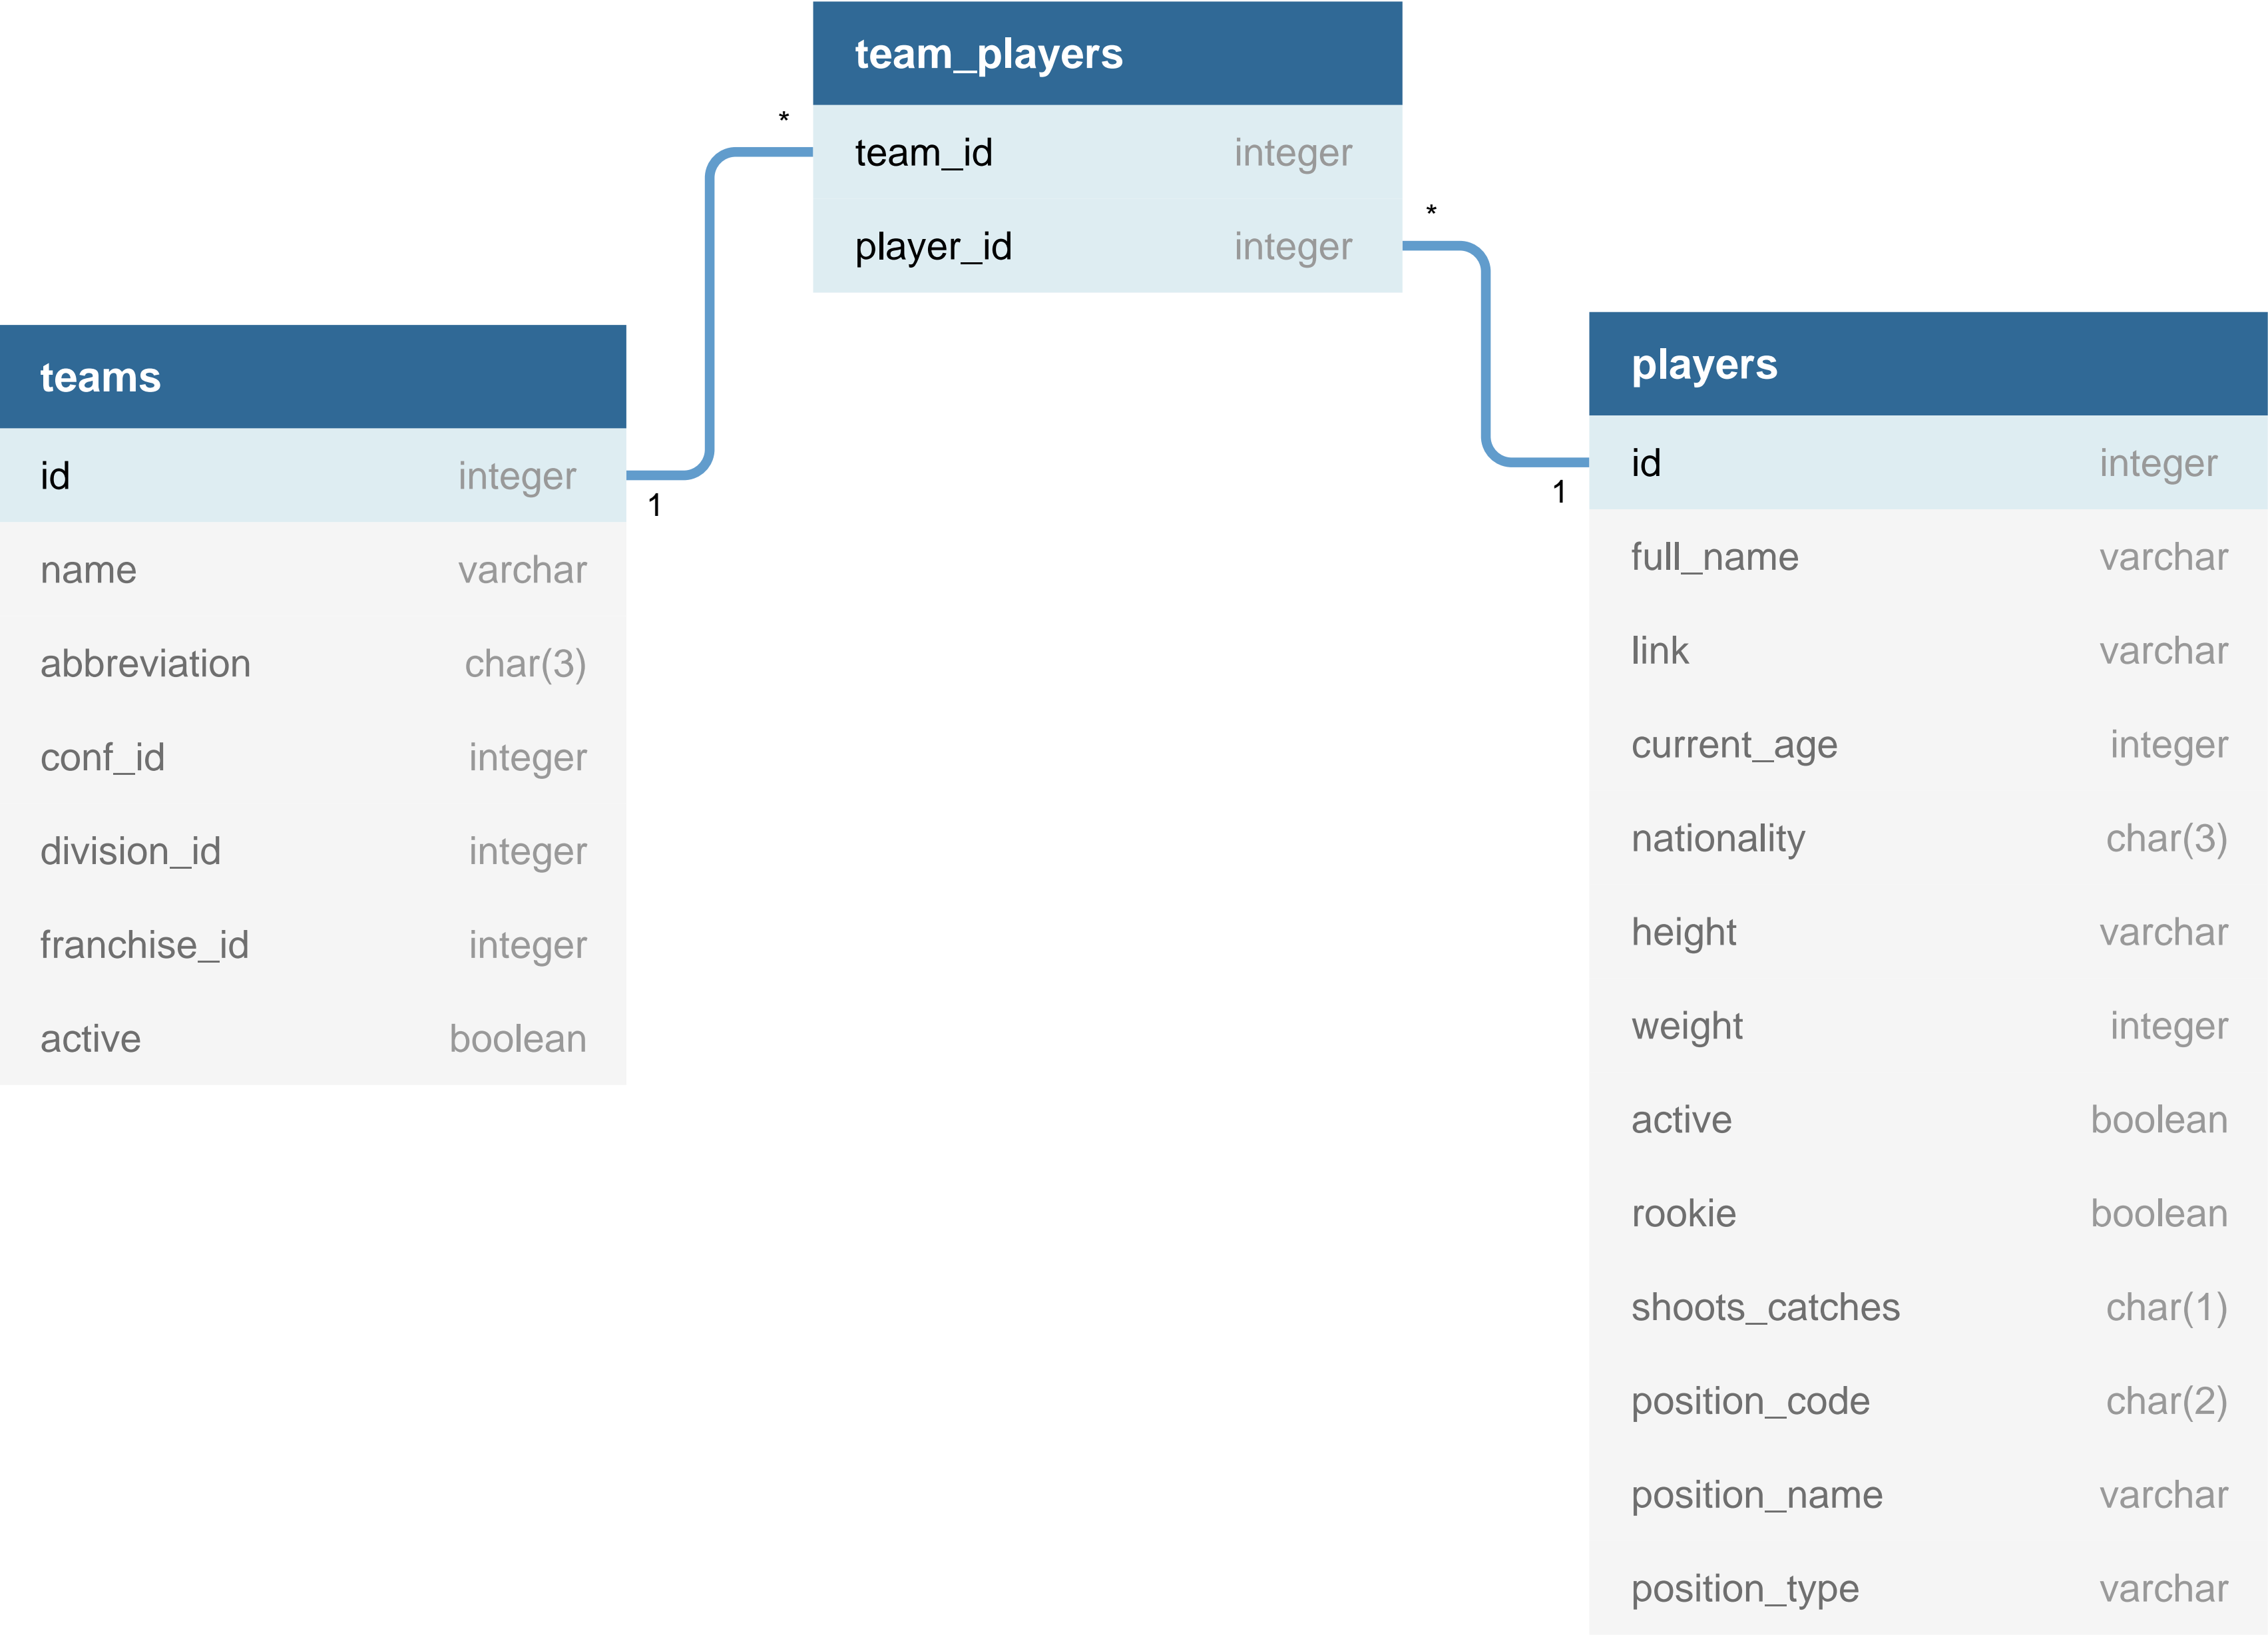 team_players
*
team_id integer
*
player_id integer
teams
id integer
1
name varchar
abbreviation char(3)
conf_id integer
division_id integer
franchise_id integer
active boolean
players
id integer
1
full_name varchar
link varchar
current_age integer
nationality char(3)
height varchar
weight integer
active boolean
rookie boolean
shoots_catches char(1)
position_code char(2)
position_name varchar
position_type varchar